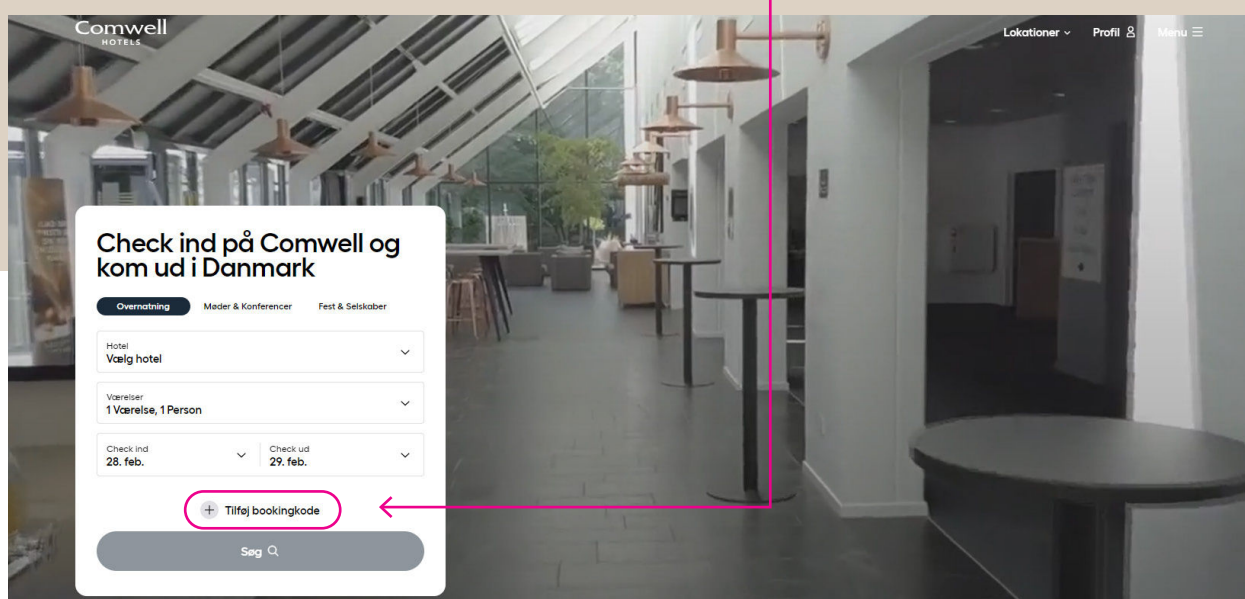 Comwell
HOTELS
Lokationer
Profil
Menu
Check ind på Comwell og
kom ud i Danmark
Overnatning
Møder & Konferencer
Fest & Selskaber
Hotel
Vælg hotel
Værelser
1 Værelse, 1 Person
Check ind
28. feb.
Check ud
29. feb.
Tilføj bookingkode
Søg